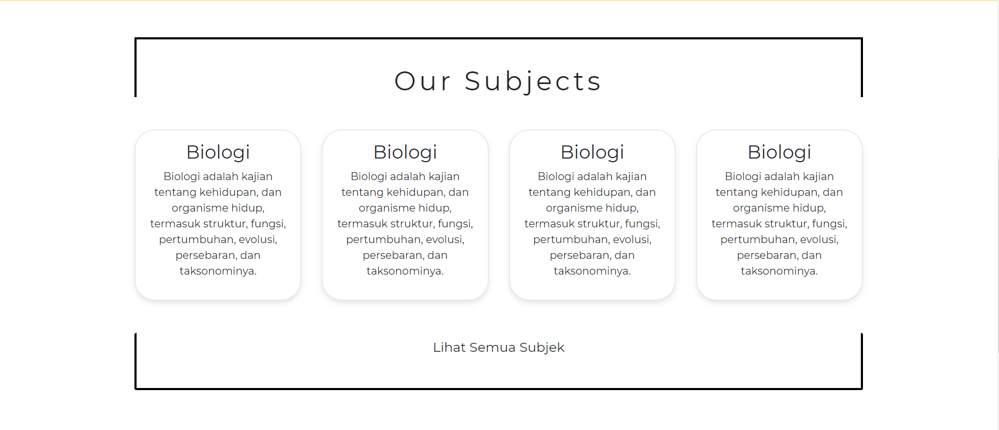 Our Subjects
Biologi
Biologi adalah kajian
tentang kehidupan, dan
organisme hidup,
termasuk struktur, fungsi,
pertumbuhan, evolusi,
persebaran, dan
taksonominya.
Biologi
Biologi adalah kajian
tentang kehidupan, dan
organisme hidup,
termasuk struktur, fungsi,
pertumbuhan, evolusi,
persebaran, dan
taksonominya.
Biologi
Biologi adalah kajian
tentang kehidupan, dan
organisme hidup,
termasuk struktur, fungsi,
pertumbuhan, evolusi,
persebaran, dan
taksonominya.
Biologi
Biologi adalah kajian
tentang kehidupan, dan
organisme hidup,
termasuk struktur, fungsi,
pertumbuhan, evolusi,
persebaran, dan
taksonominya.
Lihat Semua Subjek